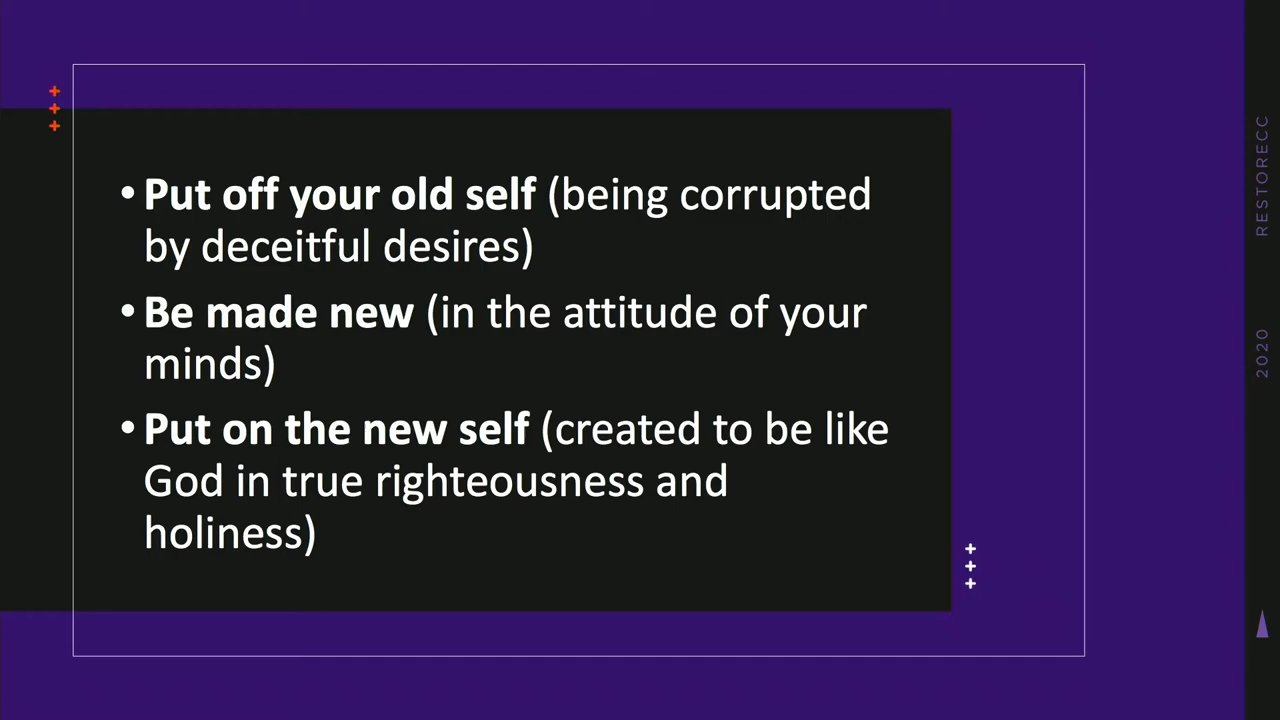 • Put off your old self (being corrupted
by deceitful desires)
• Be made new (in the attitude of your
minds)
• Put on the new self (created to be like
God in true righteousness and
holiness)
RESTORECC
2020